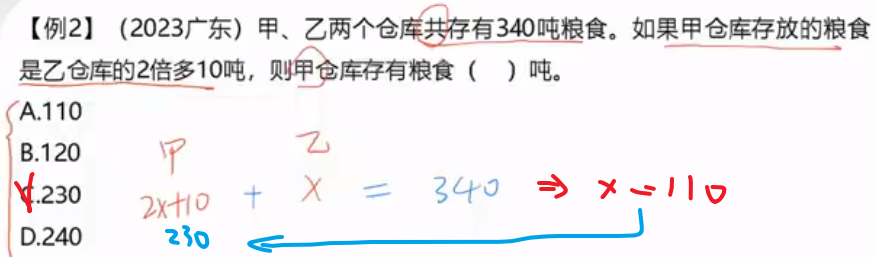 【例2】（2023广东）甲、乙两个仓库共存有340吨粮食。如果甲仓库存放的粮食
是乙仓库的2倍多10吨，则甲仓库存有粮食（ ）吨。
A.110
B.120
甲 乙
C.230
2x+10 + x = 340 ⇒ x=110
D.240
230